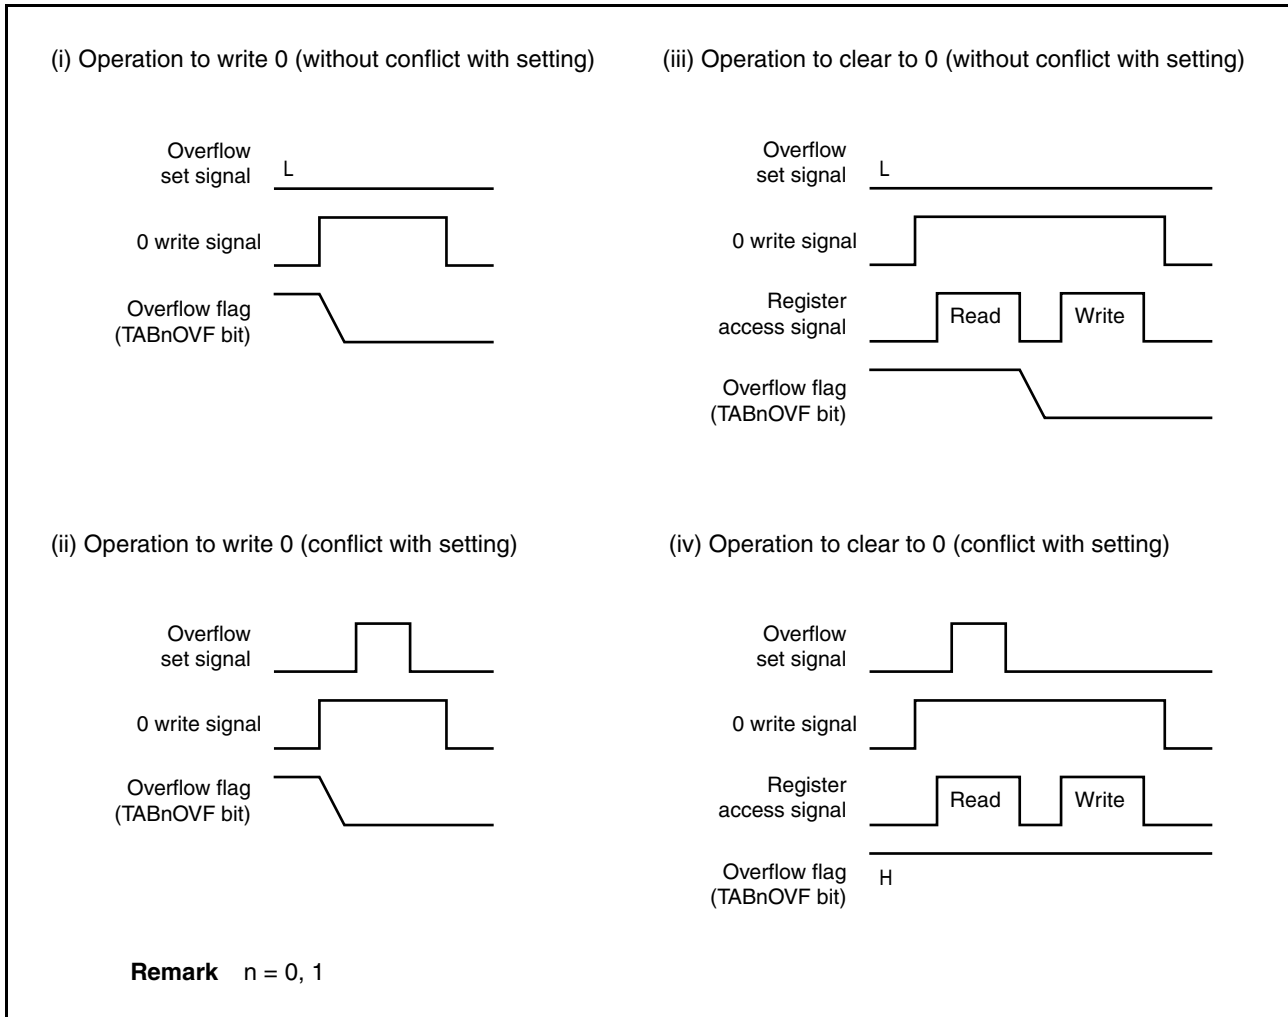 (i) Operation to write 0 (without conflict with setting)
Overflow
set signal
L
0 write signal
Overflow flag
(TABnOVF bit)
(iii) Operation to clear to 0 (without conflict with setting)
Overflow
set signal
L
0 write signal
Register
access signal
Read
Write
Overflow flag
(TABnOVF bit)
(ii) Operation to write 0 (conflict with setting)
Overflow
set signal
0 write signal
Overflow flag
(TABnOVF bit)
(iv) Operation to clear to 0 (conflict with setting)
Overflow
set signal
0 write signal
Register
access signal
Read
Write
Overflow flag
(TABnOVF bit)
H
Remark n = 0, 1